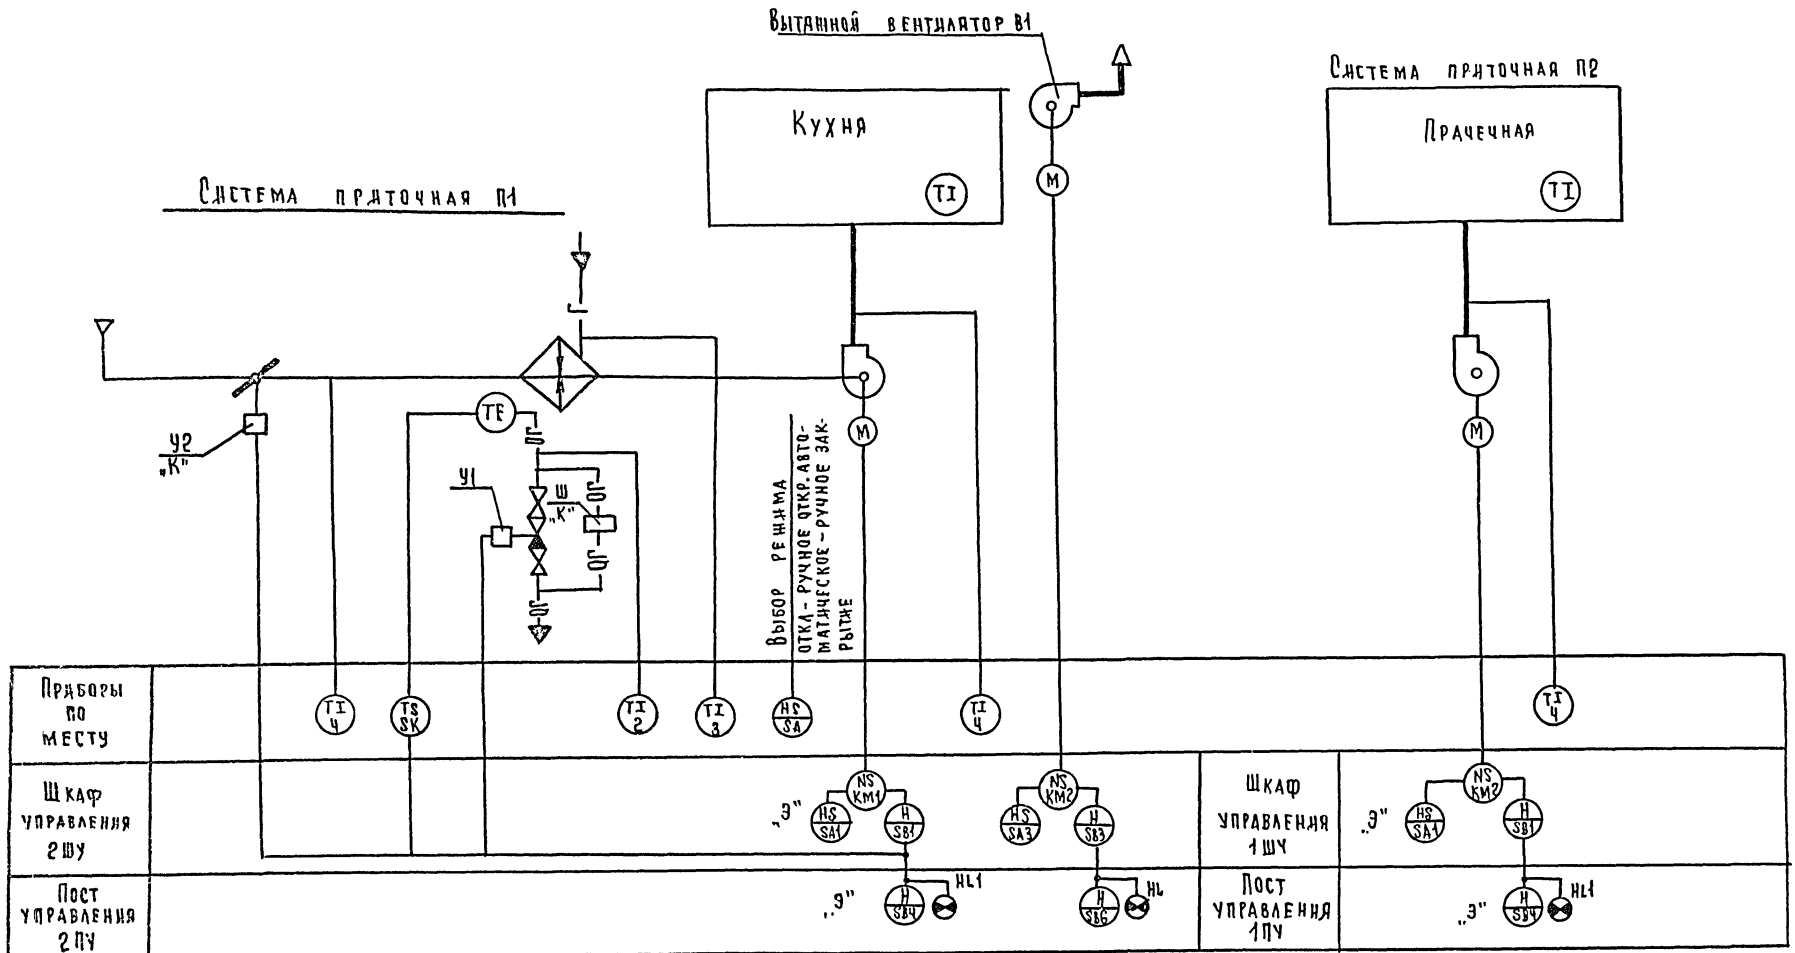 Вытяжной вентилятор В1
Система приточная П2
Кухня
TI
M
Прачечная
TI
Система приточная П1
TE
M
M
У2
"К"
У1
Ш
"К"
Выбор режима
откл - ручное откр. авто-
матическое - ручное зак-
рытие
Приборы
по
месту
TI
4
TS
SK
TI
2
TI
3
HS
SA
TI
4
TI
4
Шкаф
управления
2ШУ
"Э"
NS
KM1
HS
SA1
H
SB1
NS
KM2
HS
SA3
H
SB3
Шкаф
управления
1ШУ
"Э"
NS
KM2
HS
SA1
H
SB1
Пост
управления
2ПУ
"Э"
H
SB4
HL1
H
SB6
HL
Пост
управления
1ПУ
"Э"
H
SB4
HL1